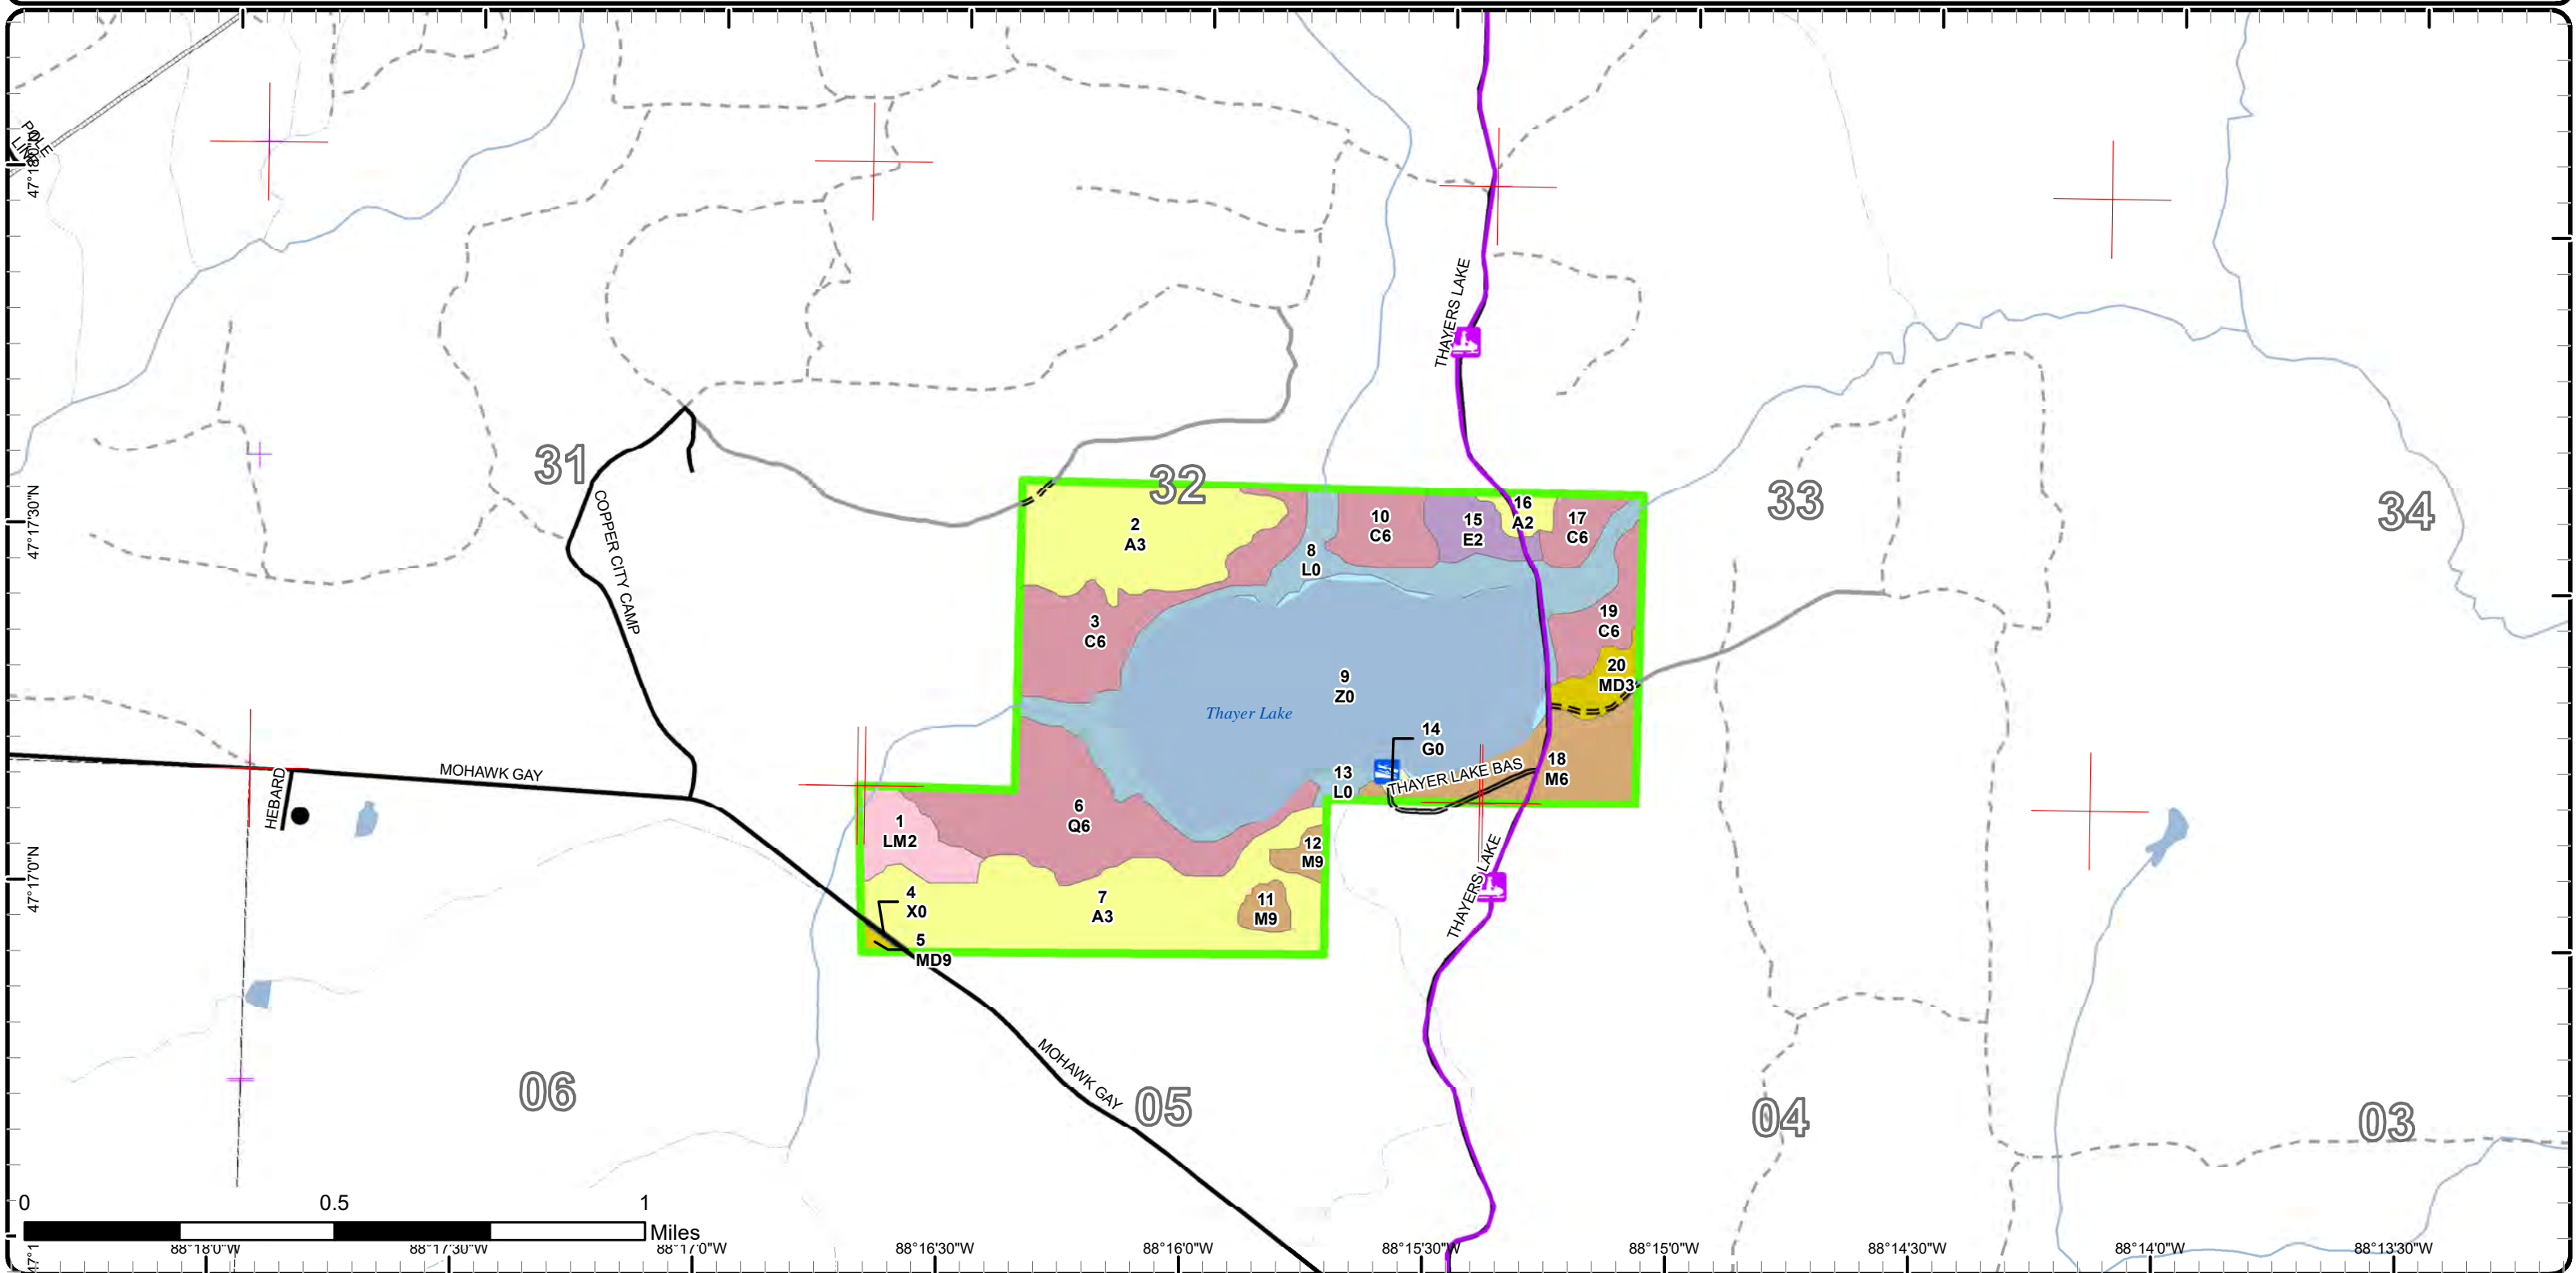 POLE
LINE
47°17'30"N
47°17'0"N
31
32
33
34
06
05
04
03
THAYERS LAKE
COPPER CITY CAMP
MOHAWK GAY
HEBARD
2
A3
10
C6
15
E2
16
A2
17
C6
8
L0
3
C6
19
C6
20
MD3
9
Z0
Thayer Lake
14
G0
13
L0
THAYER LAKE BAS
18
M6
6
Q6
1
LM2
12
M9
4
X0
7
A3
11
M9
5
MD9
THAYERS LAKE
MOHAWK GAY
0 0.5 1
Miles
88°18'0"W 88°17'30"W 88°17'0"W 88°16'30"W 88°16'0"W 88°15'30"W 88°15'0"W 88°14'30"W 88°14'0"W 88°13'30"W